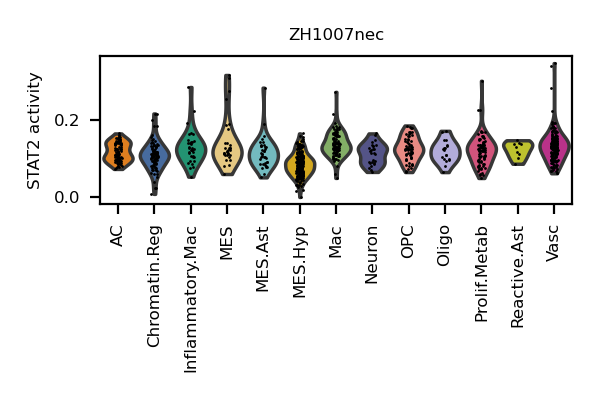 ZH1007nec
STAT2 activity
0.2
0.0
AC
Chromatin.Reg
Inflammatory.Mac
MES
MES.Ast
MES.Hyp
Mac
Neuron
OPC
Oligo
Prolif.Metab
Reactive.Ast
Vasc